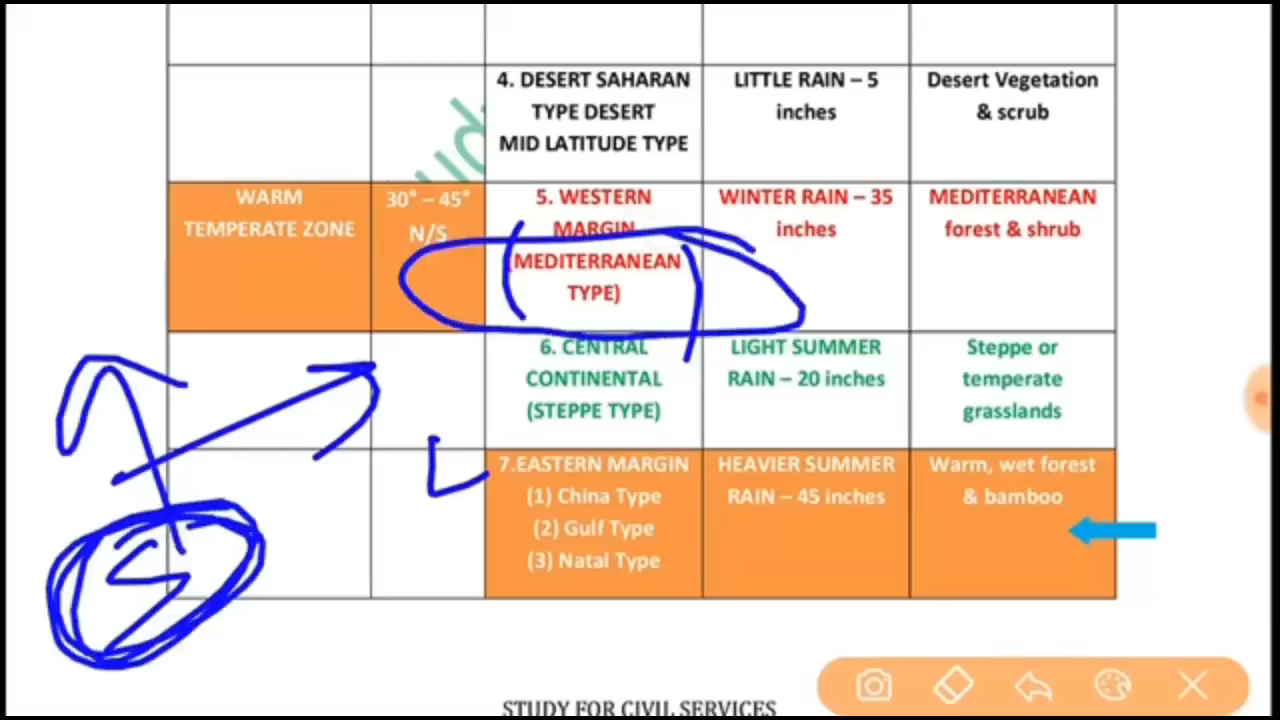 4. DESERT SAHARAN
TYPE DESERT
MID LATITUDE TYPE
LITTLE RAIN – 5
inches
Desert Vegetation
& scrub
WARM
TEMPERATE ZONE
30° – 45°
N/S
5. WESTERN
MARGIN
(MEDITERRANEAN
TYPE)
WINTER RAIN – 35
inches
MEDITERRANEAN
forest & shrub
6. CENTRAL
CONTINENTAL
(STEPPE TYPE)
LIGHT SUMMER
RAIN – 20 inches
Steppe or
temperate
grasslands
7.EASTERN MARGIN
(1) China Type
(2) Gulf Type
(3) Natal Type
HEAVIER SUMMER
RAIN – 45 inches
Warm, wet forest
& bamboo
STUDY FOR CIVIL SERVICES